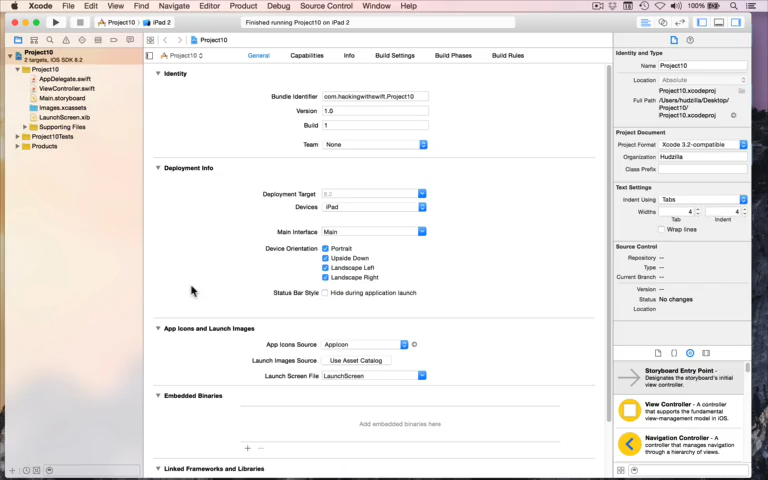 Xcode File Edit View Find Navigate Editor Product Debug Source Control Window Help 100%
Project10 iPad 2 Finished running Project10 on iPad 2
Project10
Project10 General Capabilities Info Build Settings Build Phases Build Rules
Project10
2 targets, iOS SDK 8.2
Project10
AppDelegate.swift
ViewController.swift
Main.storyboard
Images.xcassets
LaunchScreen.xib
Supporting Files
Project10Tests
Products
Identity
Bundle Identifier com.hackingwithswift.Project10
Version 1.0
Build 1
Team None
Deployment Info
Deployment Target 8.2
Devices iPad
Main Interface Main
Device Orientation Portrait
Upside Down
Landscape Left
Landscape Right
Status Bar Style Hide during application launch
App Icons and Launch Images
App Icons Source AppIcon
Launch Images Source Use Asset Catalog
Launch Screen File LaunchScreen
Embedded Binaries
Add embedded binaries here
Linked Frameworks and Libraries
Identity and Type
Name Project10
Location Absolute
Project10.xcodeproj
Full Path /Users/hudzilla/Desktop/
Project10/
Project10.xcodeproj
Project Document
Project Format Xcode 3.2-compatible
Organization Hudzilla
Class Prefix
Text Settings
Indent Using Tabs
Widths 4 4
Tab Indent
Wrap lines
Source Control
Repository --
Type --
Current Branch --
Version --
Status No changes
Location
Storyboard Entry Point -
Designates the storyboard's initial
view controller.
View Controller - A controller
that supports the fundamental
view-management model in iOS.
Navigation Controller - A
controller that manages navigation
through a hierarchy of views.